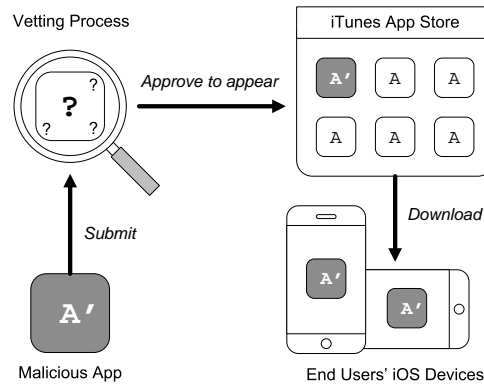 Vetting Process
iTunes App Store
?
?
?
?
Approve to appear
A′ A A
A A A
Submit
Download
A′
A′
A′
Malicious App
End Users' iOS Devices